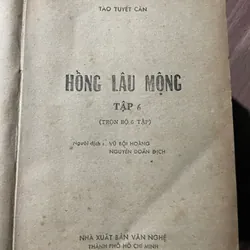 TÀO TUYẾT CẦN
HỒNG LÂU MỘNG
TẬP 6
(TRỌN BỘ 6 TẬP)
Người dịch : VŨ BỘI HOÀNG
NGUYỄN DOÃN ĐỊCH
NHÀ XUẤT BẢN VĂN NGHỆ
THÀNH PHỐ HỒ CHÍ MINH